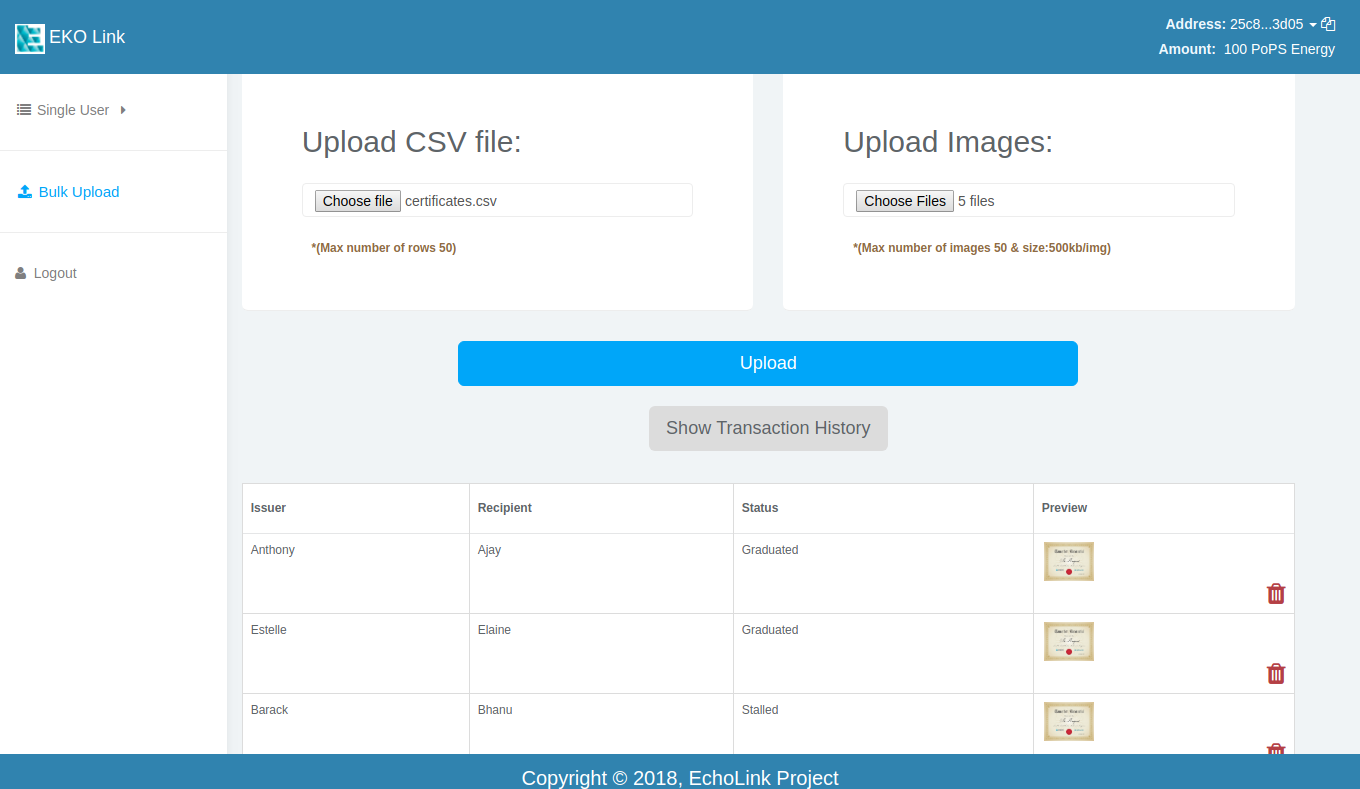 EKO Link
Address: 25c8...3d05
Amount: 100 PoPS Energy
Single User
Bulk Upload
Logout
Upload CSV file:
Choose file certificates.csv
*(Max number of rows 50)
Upload Images:
Choose Files 5 files
*(Max number of images 50 & size:500kb/img)
Upload
Show Transaction History
Issuer Recipient Status Preview
Anthony Ajay Graduated
Estelle Elaine Graduated
Barack Bhanu Stalled
Copyright © 2018, EchoLink Project